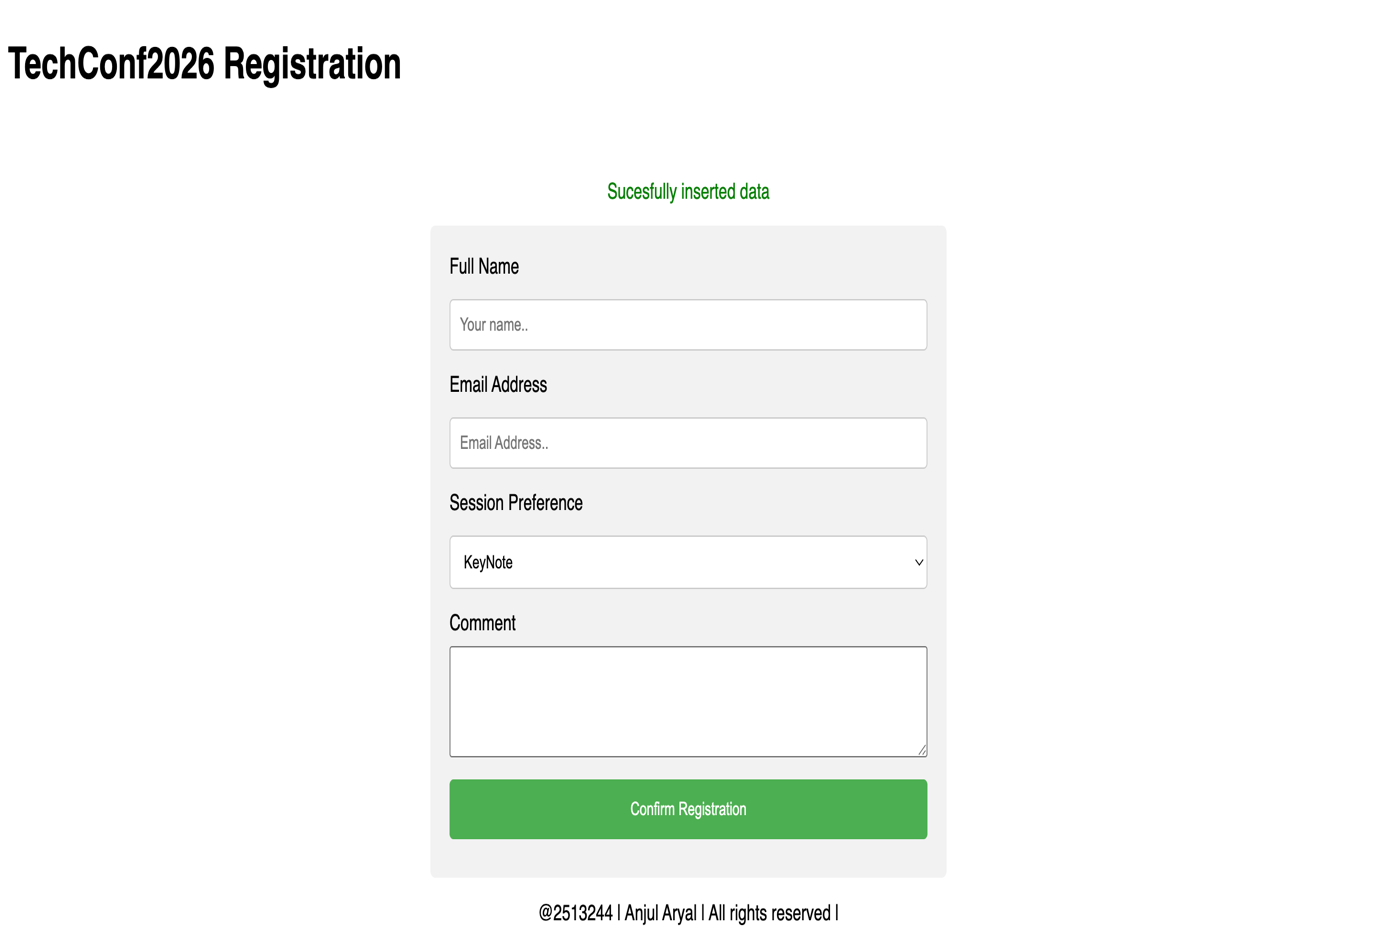 TechConf2026 Registration
Sucesfully inserted data
Full Name
Your name..
Email Address
Email Address..
Session Preference
KeyNote
Comment
Confirm Registration
@2513244 | Anjul Aryal | All rights reserved |